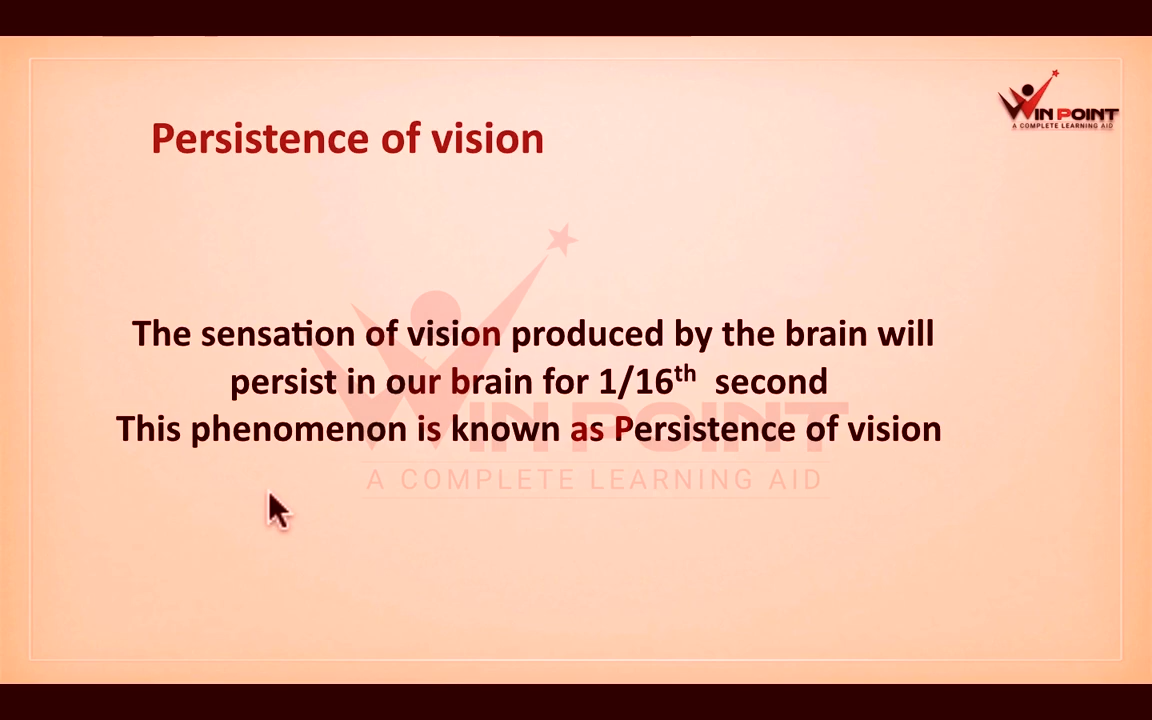 WIN POINT
A COMPLETE LEARNING AID
Persistence of vision
The sensation of vision produced by the brain will
persist in our brain for 1/16th second
This phenomenon is known as Persistence of vision
WIN POINT
A COMPLETE LEARNING AID